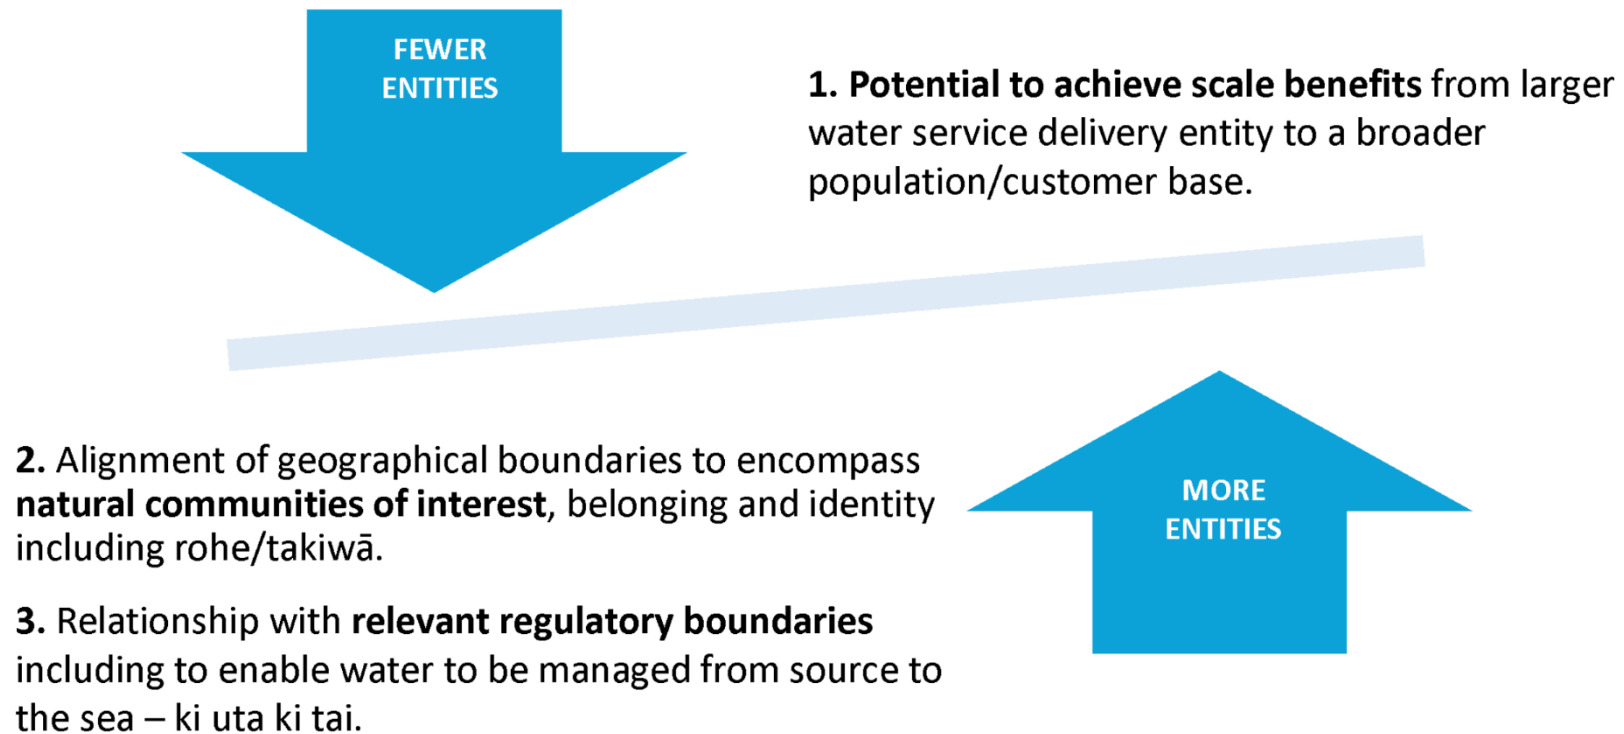 FEWER
ENTITIES
1. Potential to achieve scale benefits from larger
water service delivery entity to a broader
population/customer base.
2. Alignment of geographical boundaries to encompass
natural communities of interest, belonging and identity
including rohe/takiwā.
3. Relationship with relevant regulatory boundaries
including to enable water to be managed from source to
the sea – ki uta ki tai.
MORE
ENTITIES